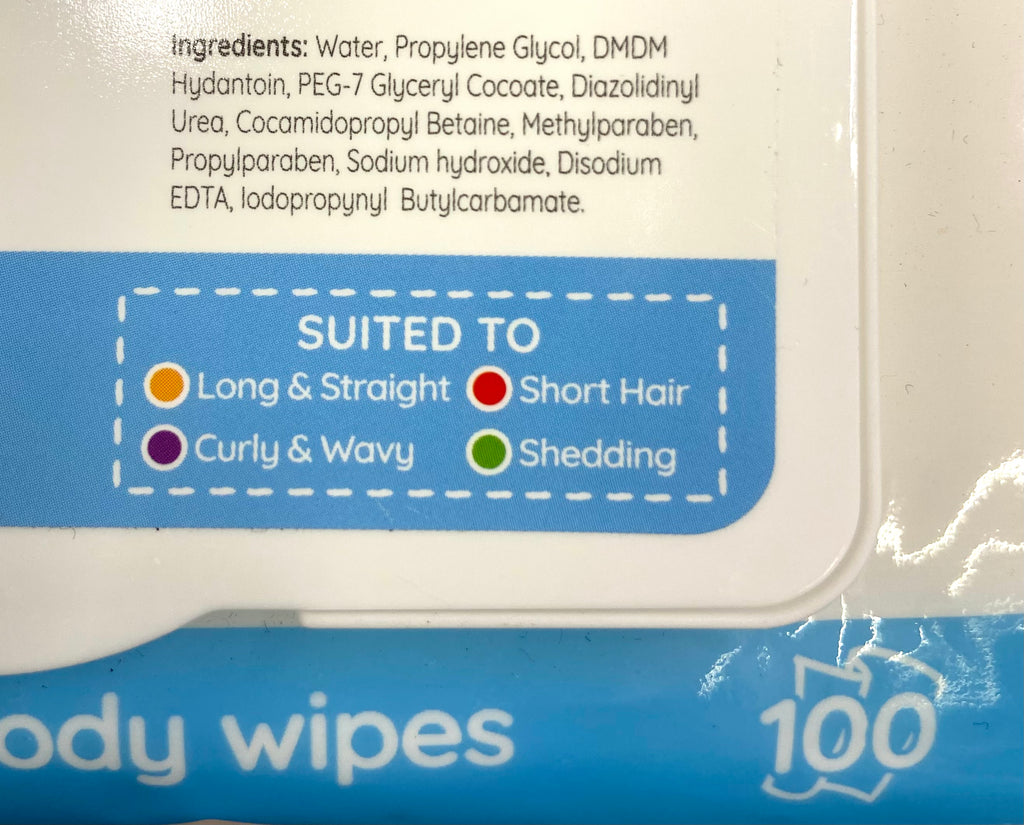 Ingredients: Water, Propylene Glycol, DMDM
Hydantoin, PEG-7 Glyceryl Cocoate, Diazolidinyl
Urea, Cocamidopropyl Betaine, Methylparaben,
Propylparaben, Sodium hydroxide, Disodium
EDTA, Iodopropynyl Butylcarbamate.
SUITED TO
Long & Straight
Short Hair
Curly & Wavy
Shedding
ody wipes
100